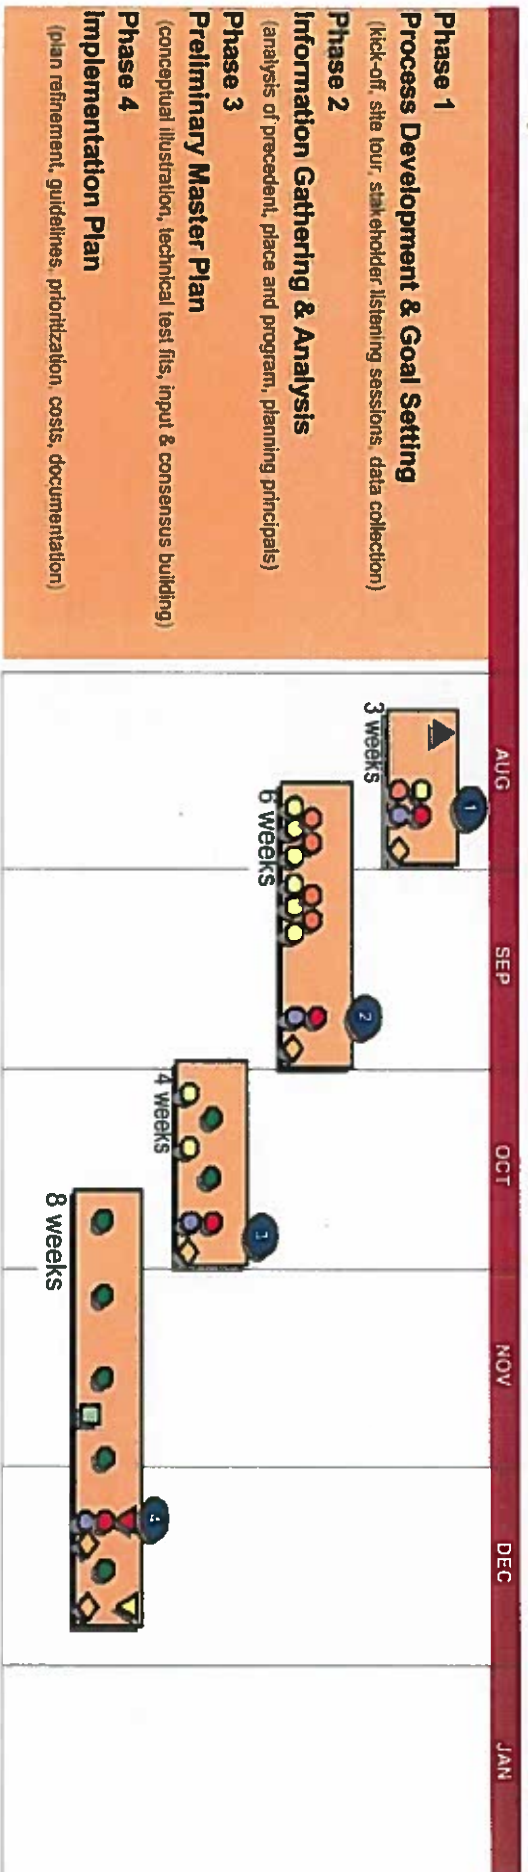 AUG
SEP
OCT
NOV
DEC
JAN
Phase 1
Process Development & Goal Setting
(kick-off, site tour, stakeholder listening sessions, data collection)
1
3 weeks
Phase 2
Information Gathering & Analysis
(analysis of precedent, place and program, planning principals)
2
6 weeks
Phase 3
Preliminary Master Plan
(conceptual illustration, technical test fits, input & consensus building)
3
4 weeks
Phase 4
Implementation Plan
(plan refinement, guidelines, prioritization, costs, documentation)
4
8 weeks